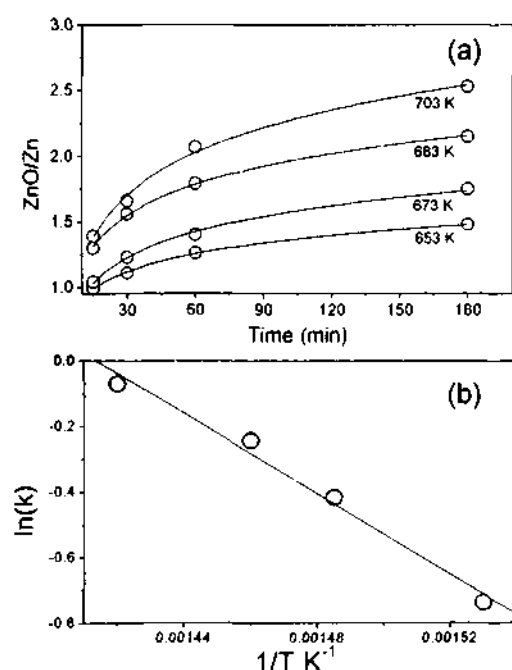 3.0
(a)
2.5
703 K
2.0
683 K
ZnO/Zn
673 K
1.5
653 K
1.0
30 60 90 120 150 180
Time (min)
0.0
(b)
-0.2
-0.4
ln(k)
-0.6
-0.8
0.00144 0.00148 0.00152
1/T K⁻¹